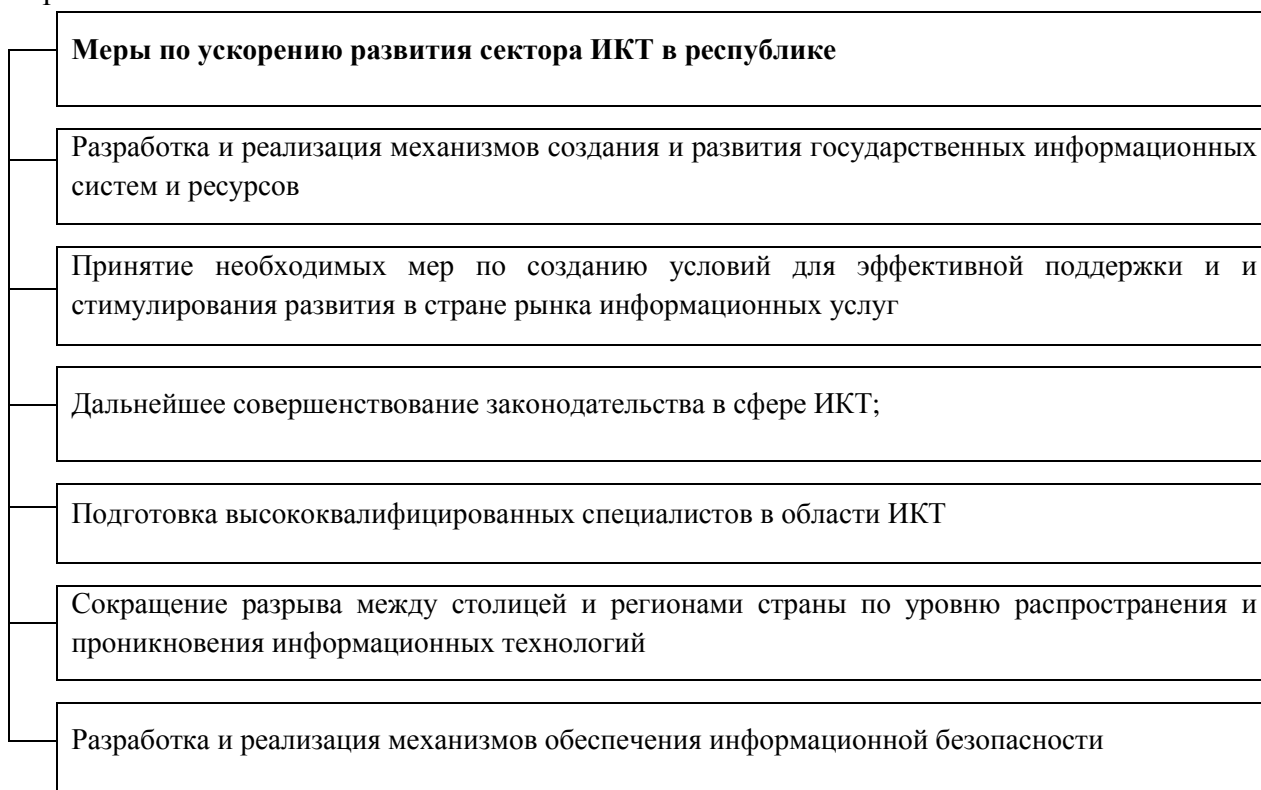 Меры по ускорению развития сектора ИКТ в республике
Разработка и реализация механизмов создания и развития государственных информационных
систем и ресурсов
Принятие необходимых мер по созданию условий для эффективной поддержки и и
стимулирования развития в стране рынка информационных услуг
Дальнейшее совершенствование законодательства в сфере ИКТ;
Подготовка высококвалифицированных специалистов в области ИКТ
Сокращение разрыва между столицей и регионами страны по уровню распространения и
проникновения информационных технологий
Разработка и реализация механизмов обеспечения информационной безопасности